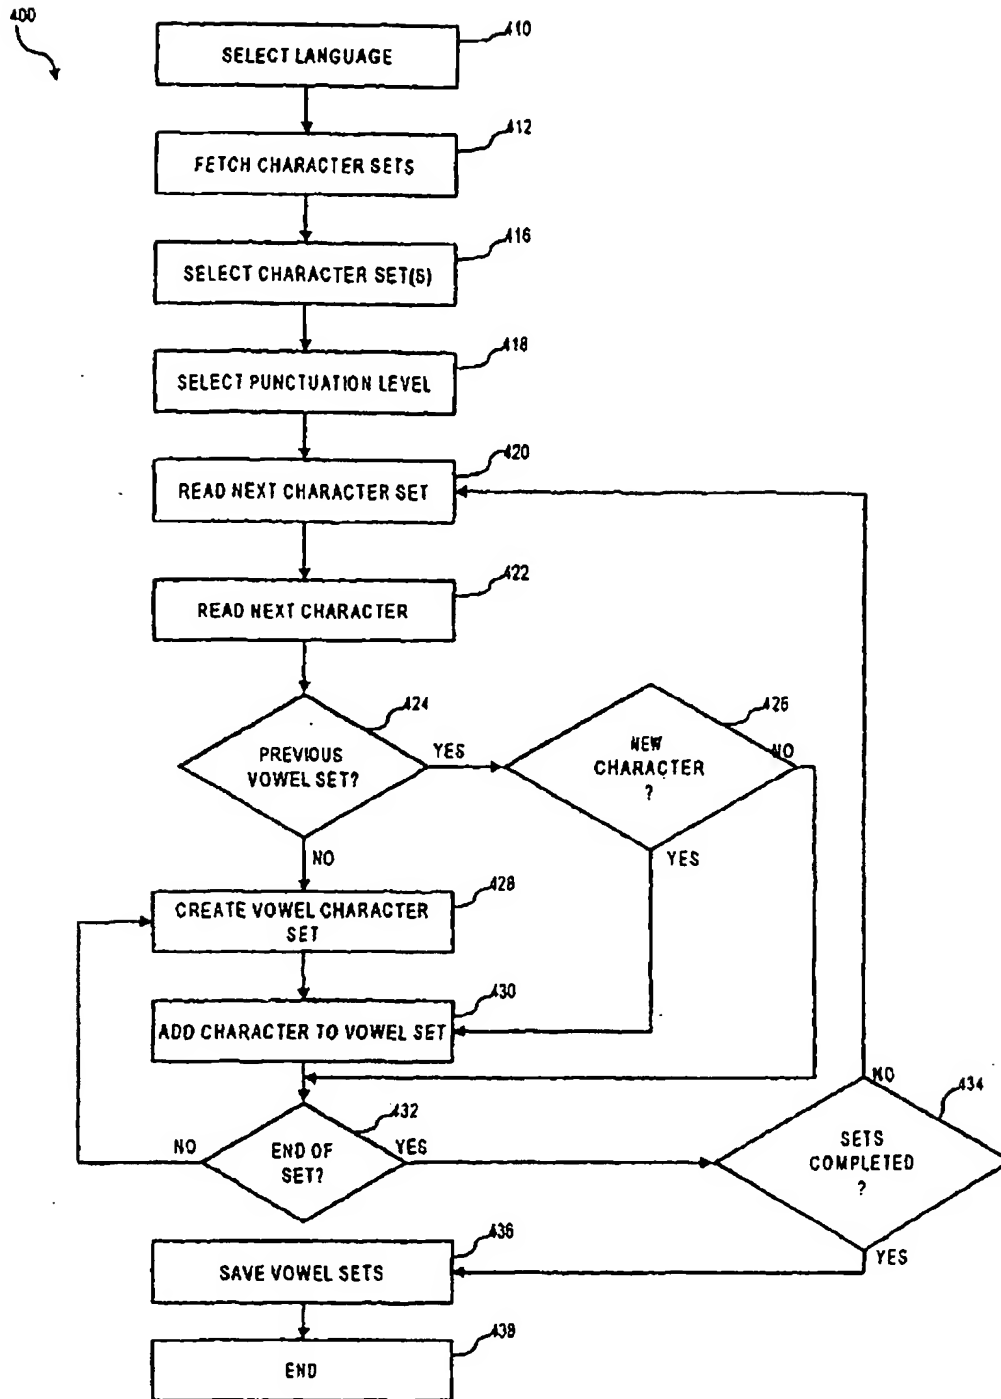 400
410
SELECT LANGUAGE
412
FETCH CHARACTER SETS
416
SELECT CHARACTER SET(S)
418
SELECT PUNCTUATION LEVEL
420
READ NEXT CHARACTER SET
422
READ NEXT CHARACTER
424
PREVIOUS
VOWEL SET?
YES
NO
426
NEW
CHARACTER
?
NO
YES
428
CREATE VOWEL CHARACTER
SET
430
ADD CHARACTER TO VOWEL SET
432
END OF
SET?
NO
YES
434
SETS
COMPLETED
?
NO
YES
436
SAVE VOWEL SETS
438
END